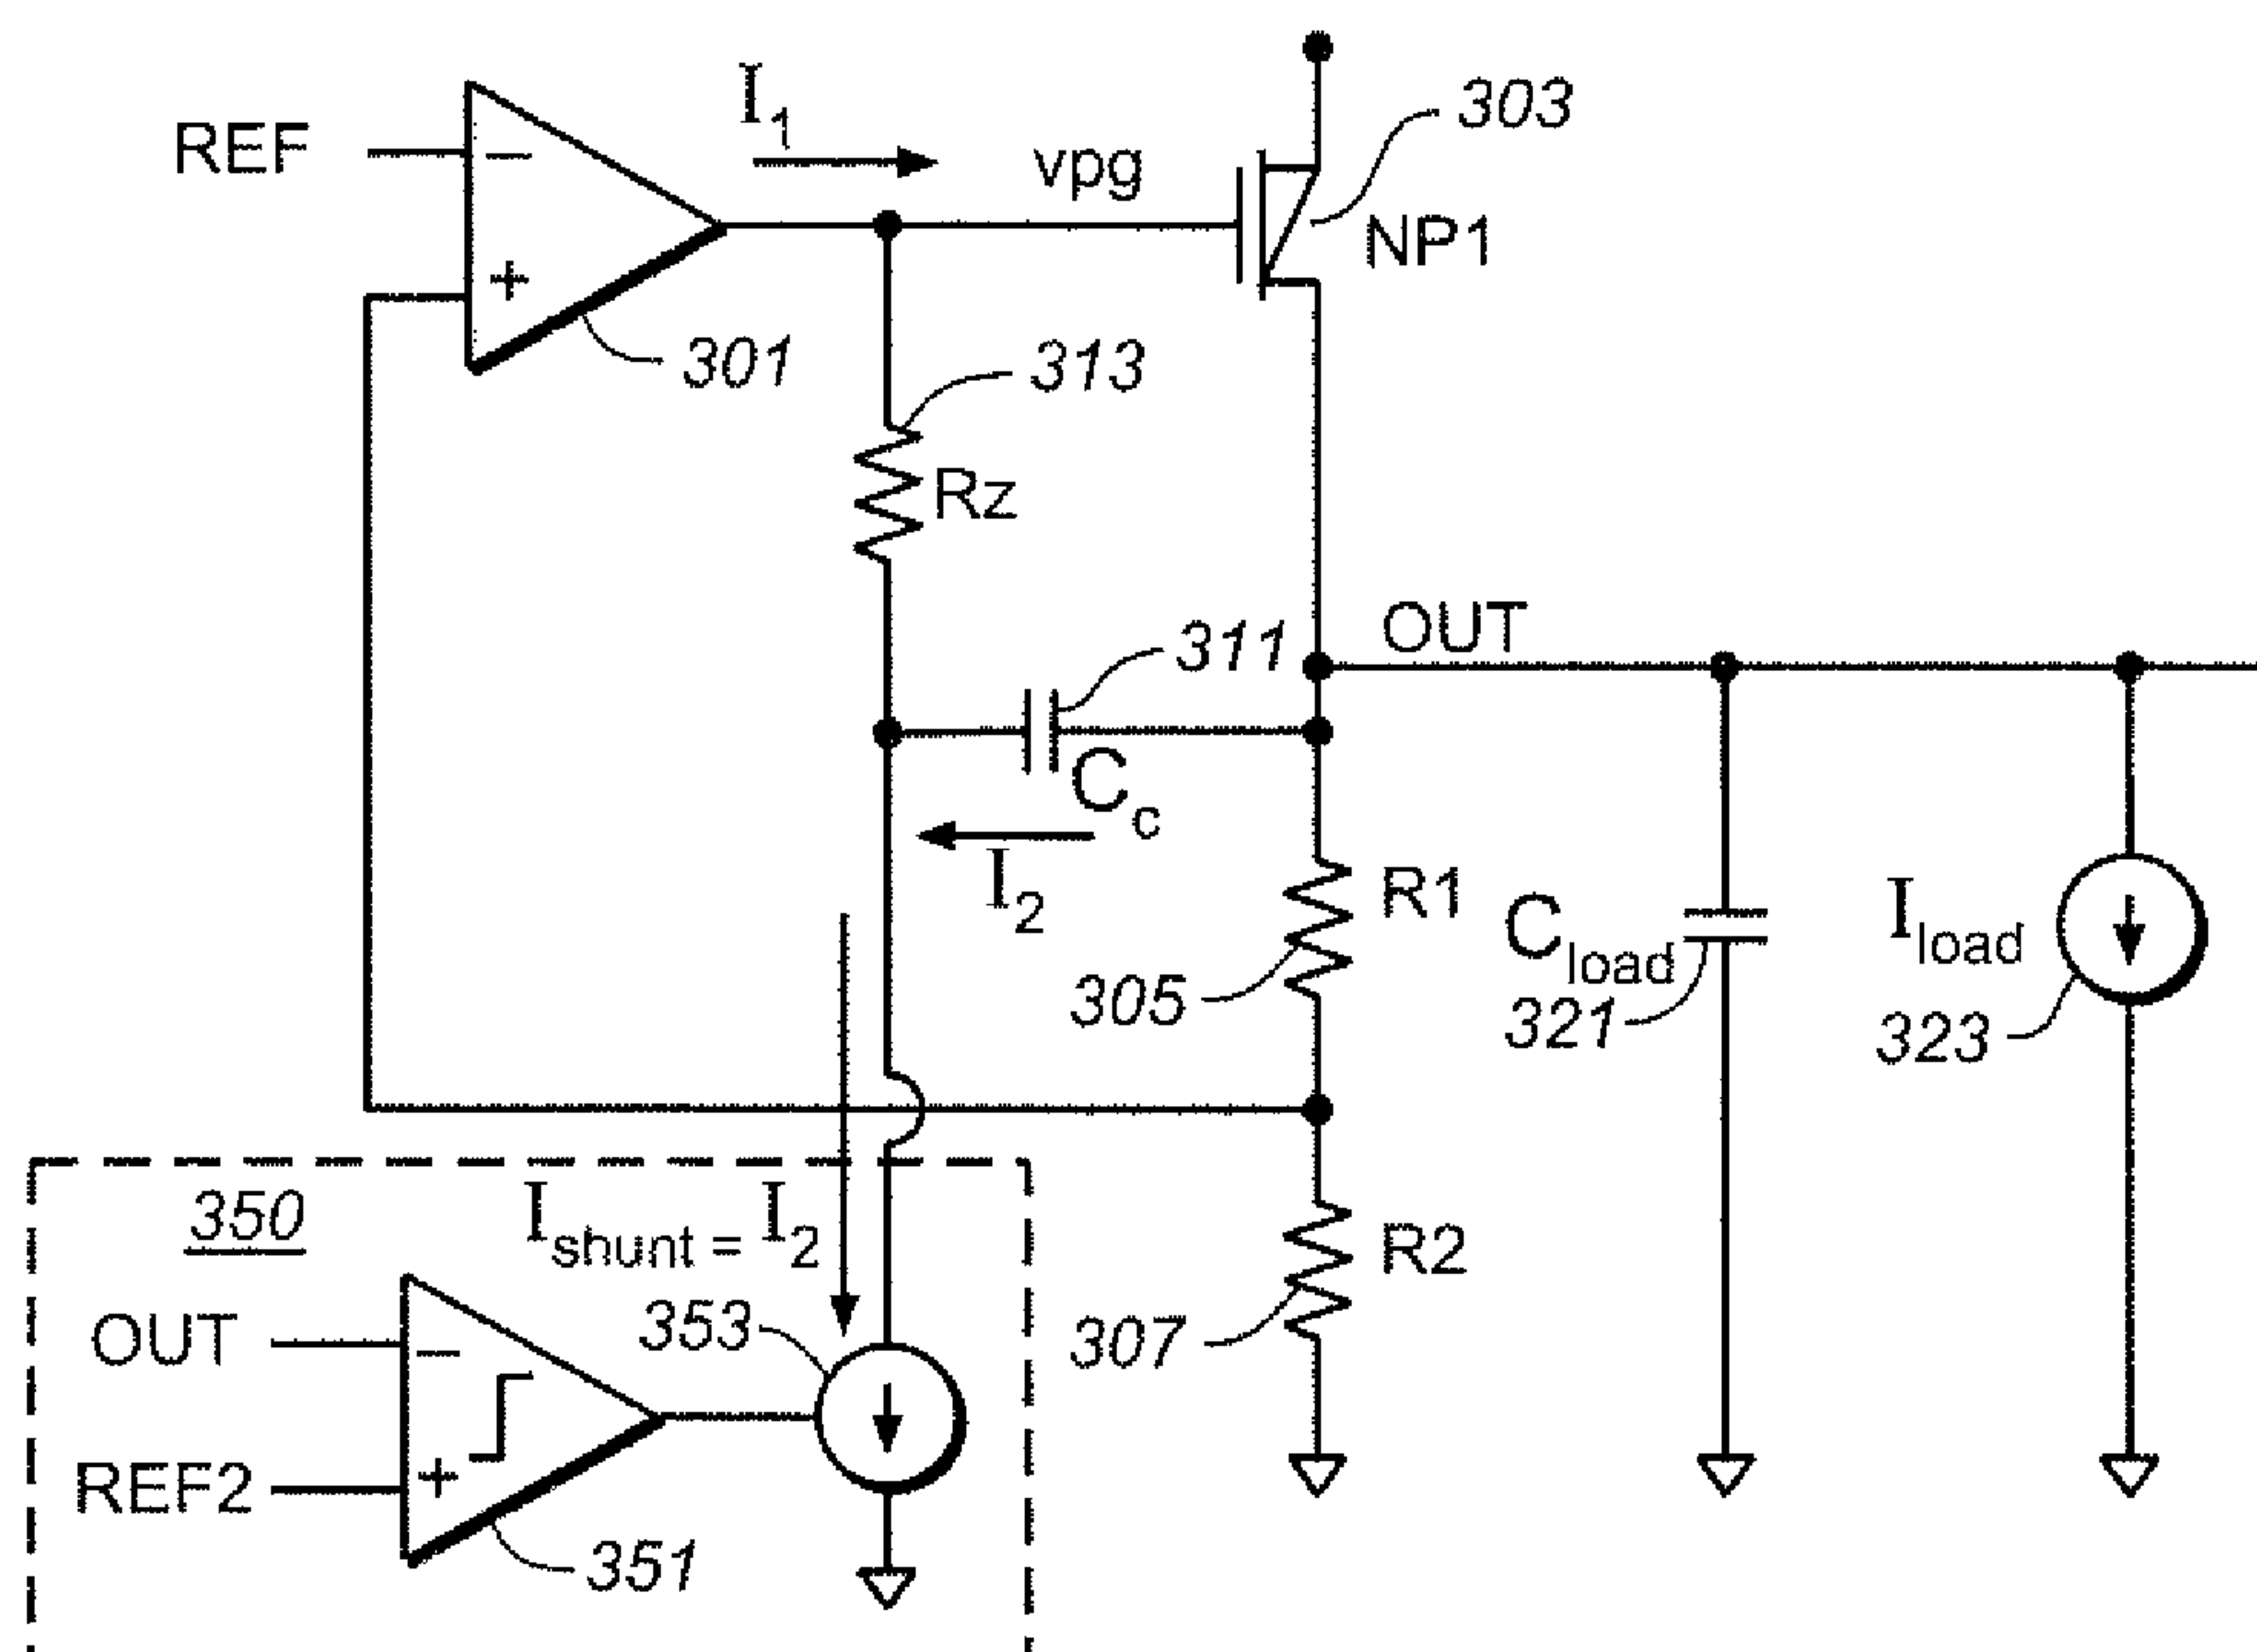 I1
303
REF
−
vpg
NP1
+
301
313
Rz
OUT
311
Cc
I2
R1
Cload
Iload
305
321
323
350
Ishunt = I2
R2
OUT
353
307
−
REF2
+
351